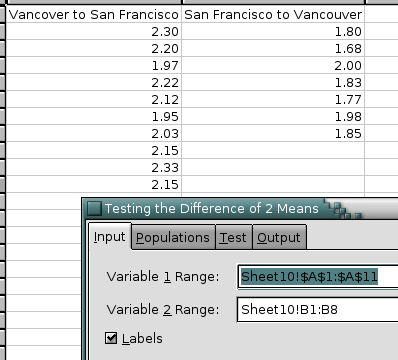 Vancover to San Francisco San Francisco to Vancouver
2.30 1.80
2.20 1.68
1.97 2.00
2.22 1.83
2.12 1.77
1.95 1.98
2.03 1.85
2.15
2.33
2.15
Testing the Difference of 2 Means
Input Populations Test Output
Variable 1 Range: Sheet10!$A$1:$A$11
Variable 2 Range: Sheet10!B1:B8
Labels